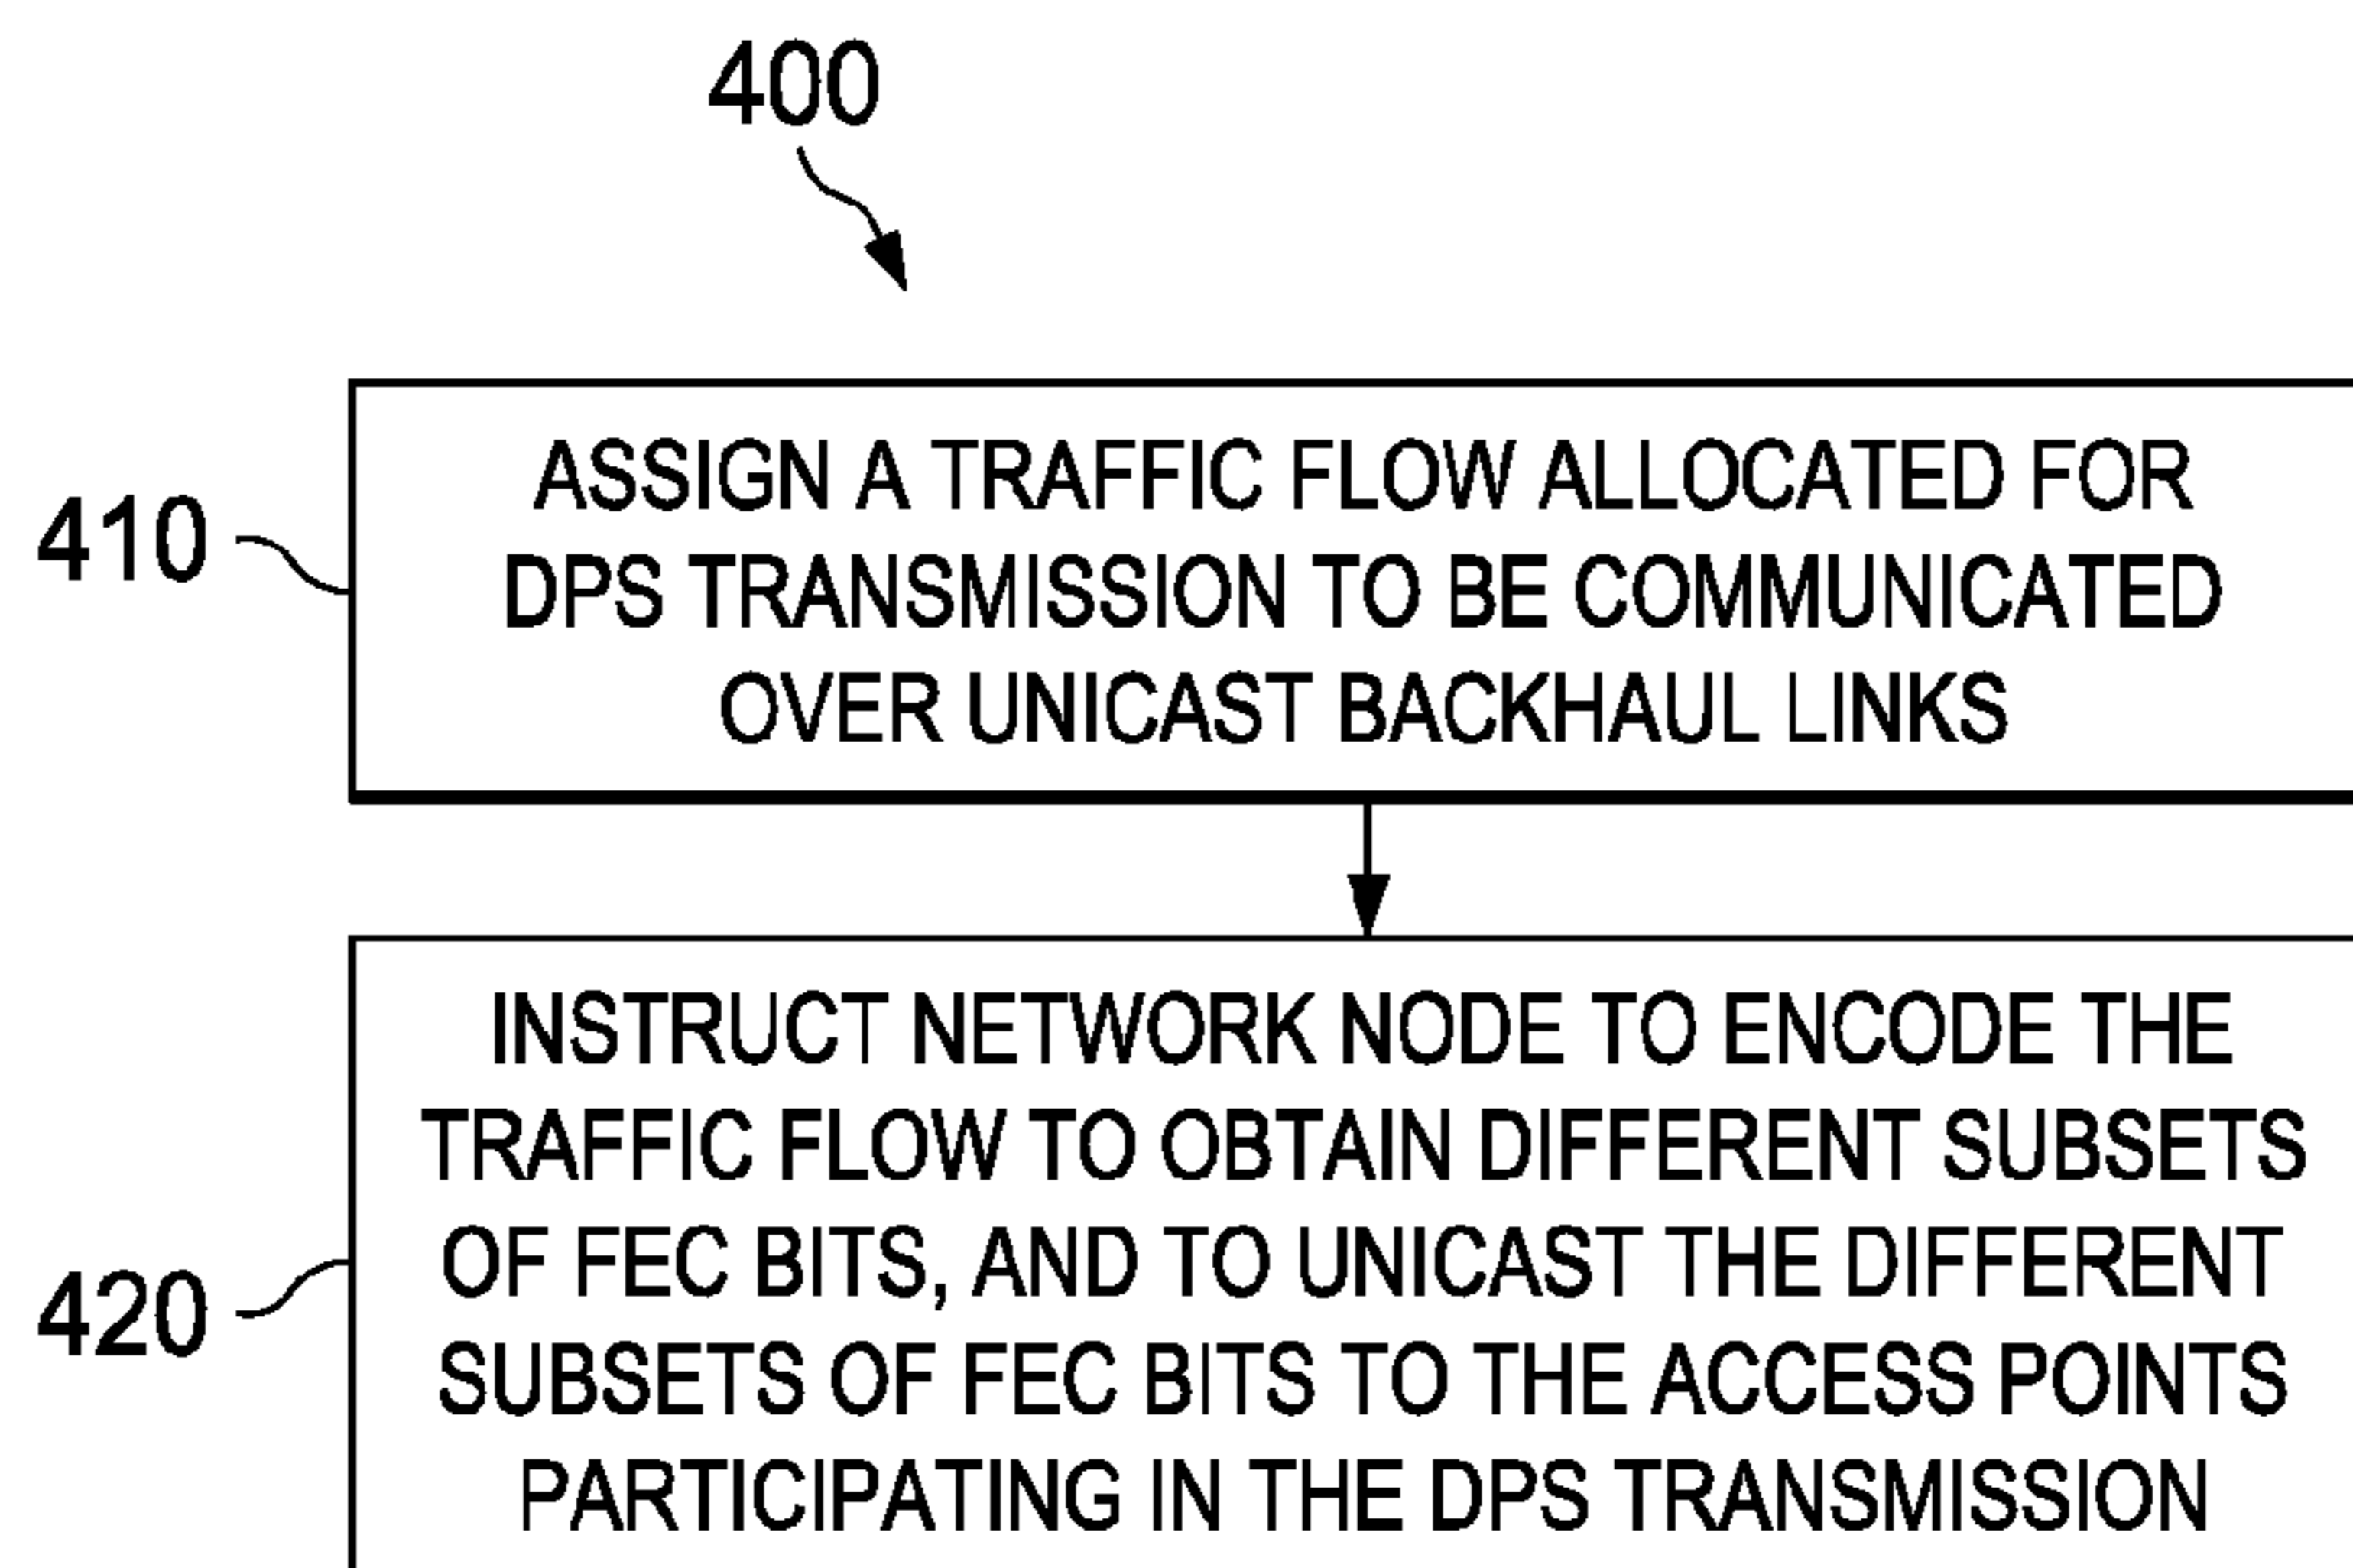 400
410
ASSIGN A TRAFFIC FLOW ALLOCATED FOR
DPS TRANSMISSION TO BE COMMUNICATED
OVER UNICAST BACKHAUL LINKS
420
INSTRUCT NETWORK NODE TO ENCODE THE
TRAFFIC FLOW TO OBTAIN DIFFERENT SUBSETS
OF FEC BITS, AND TO UNICAST THE DIFFERENT
SUBSETS OF FEC BITS TO THE ACCESS POINTS
PARTICIPATING IN THE DPS TRANSMISSION